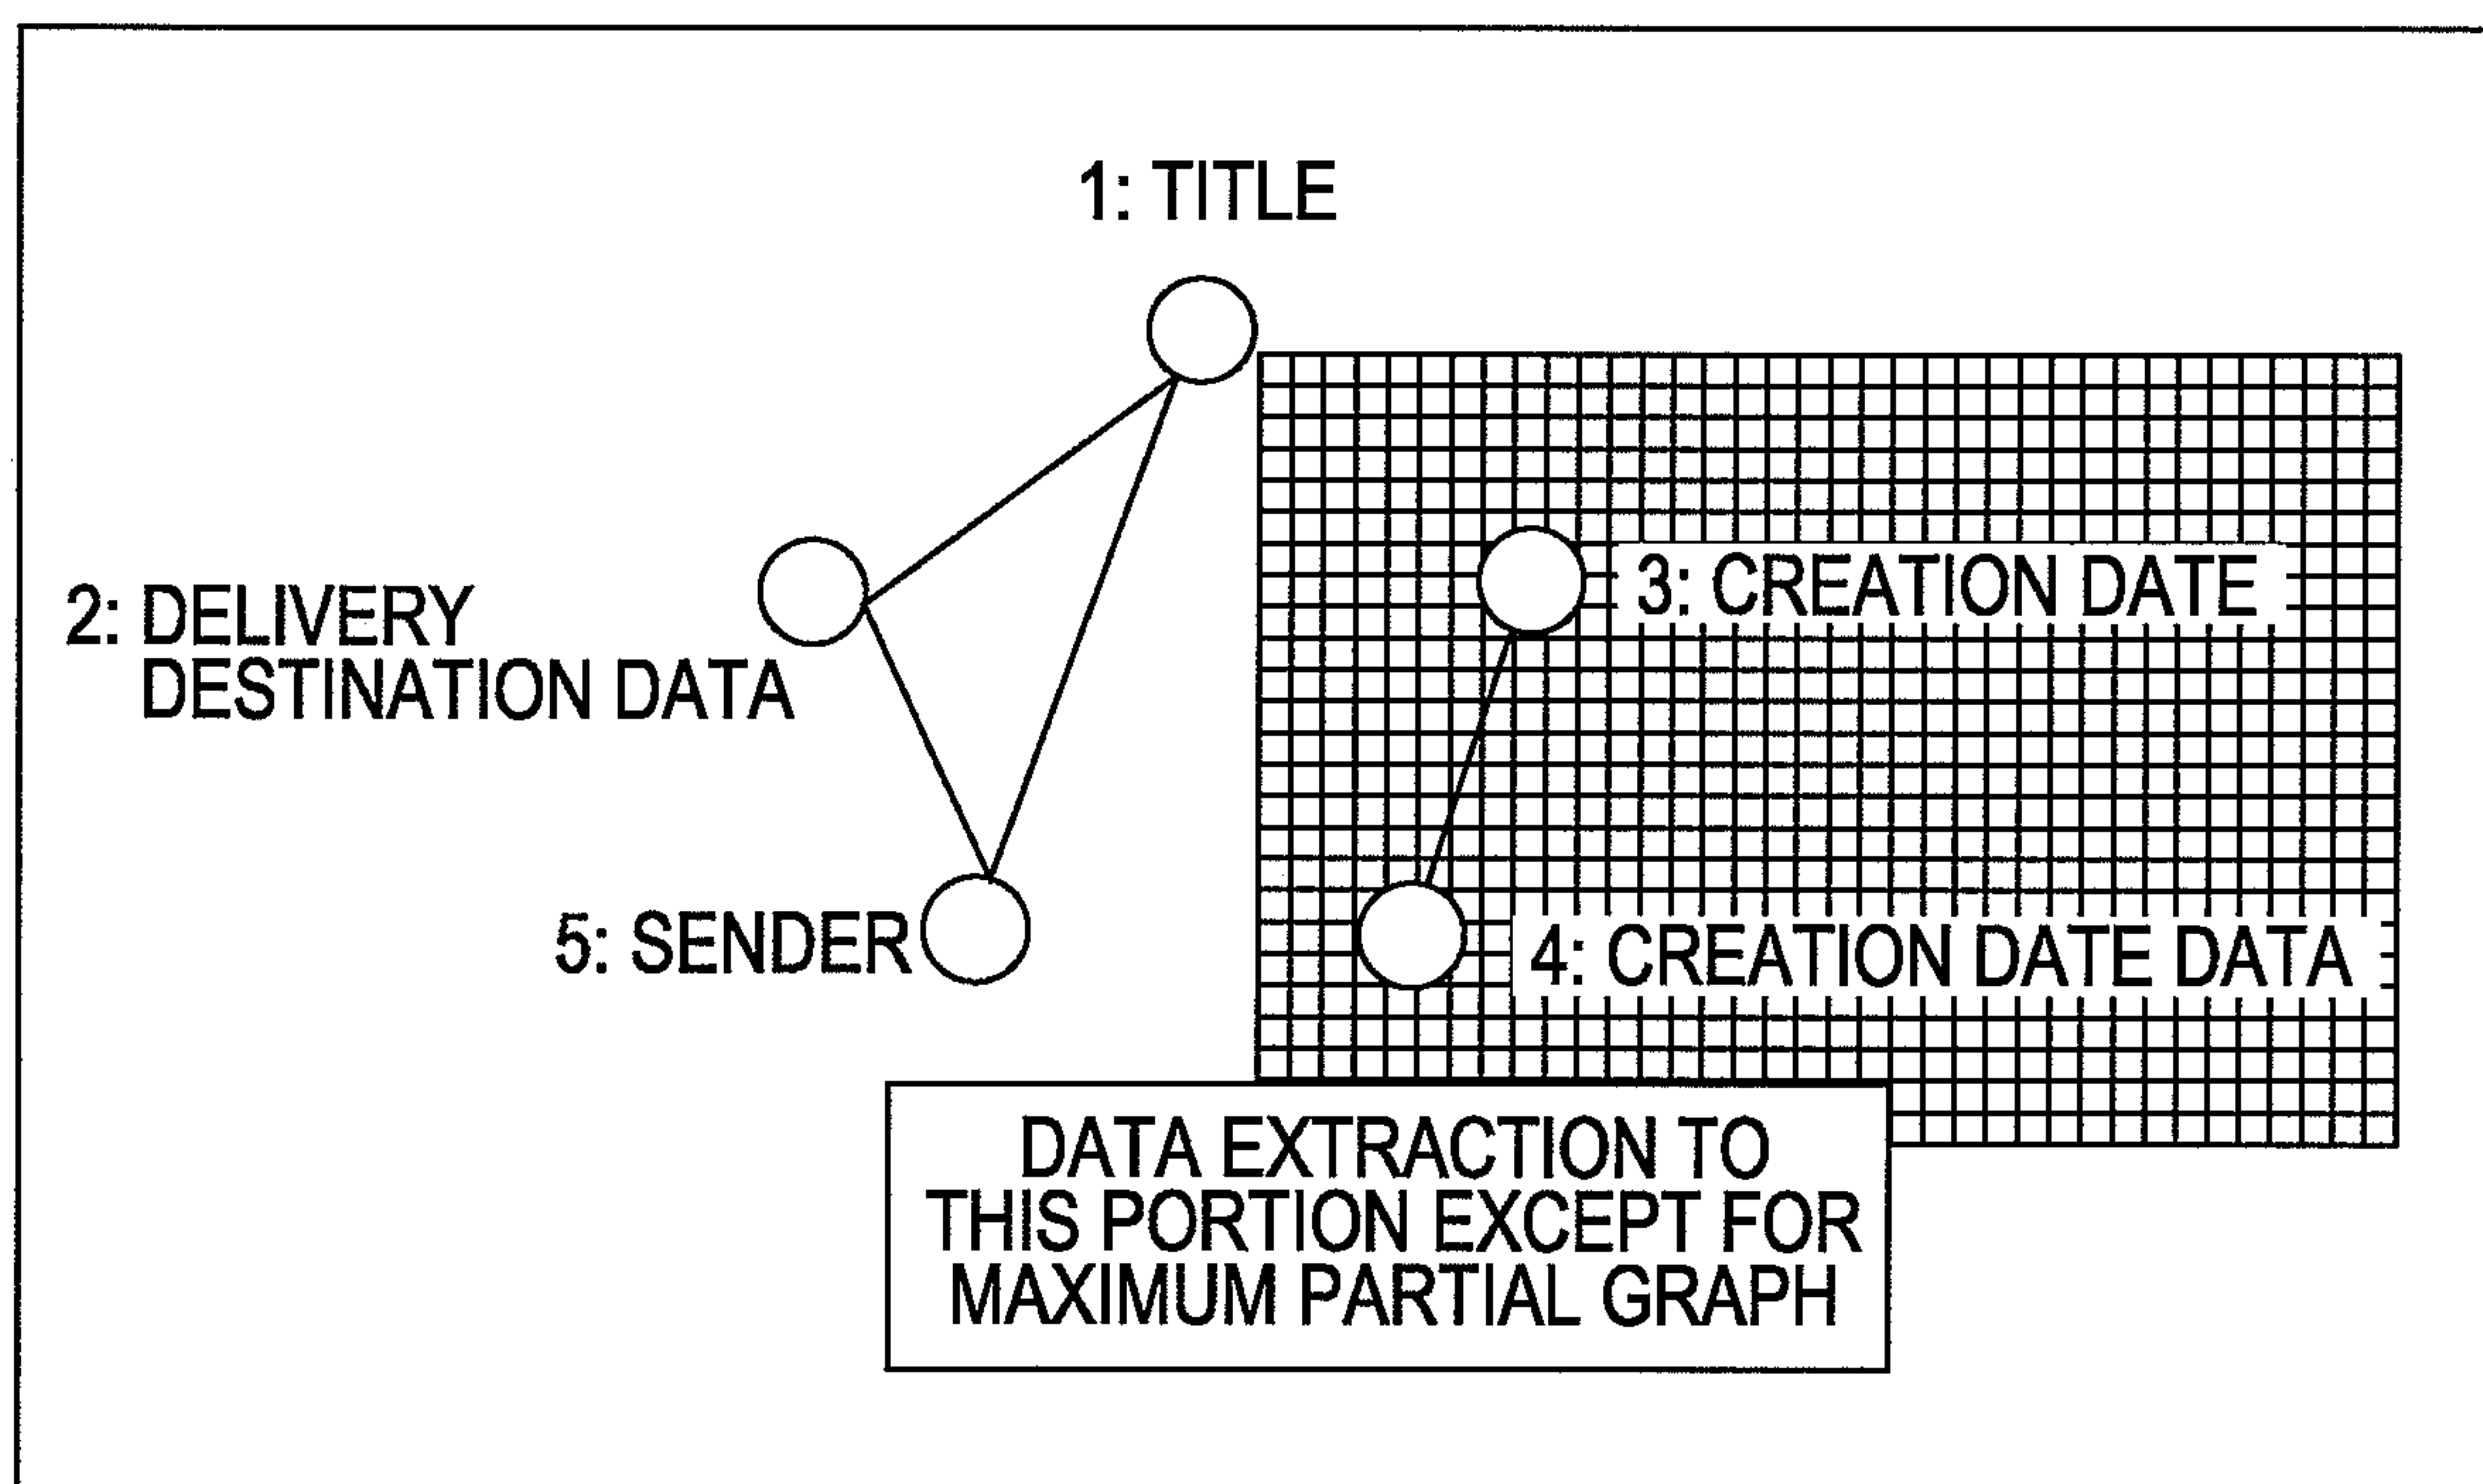 1: TITLE
2: DELIVERY
DESTINATION DATA
3: CREATION DATE
5: SENDER
4: CREATION DATE DATA
DATA EXTRACTION TO
THIS PORTION EXCEPT FOR
MAXIMUM PARTIAL GRAPH